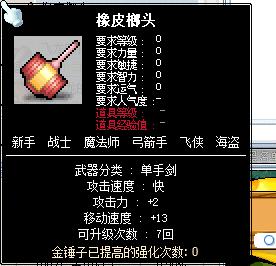 橡皮榔头
要求等级： 0
要求力量： 0
要求敏捷： 0
要求智力： 0
要求运气： 0
要求人气度： -
道具等级： -
道具经验值： -
新手 战士 魔法师 弓箭手 飞侠 海盗
武器分类 ： 单手剑
攻击速度 ： 快
攻击力 ： +2
移动速度 ： +13
可升级次数 ： 7回
金锤子已提高的强化次数: 0